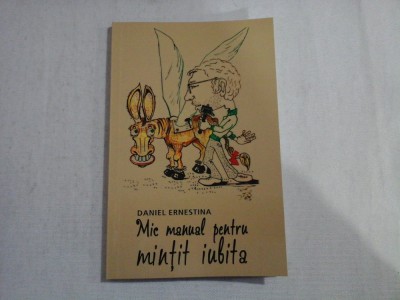 DANIEL ERNESTINA
Mic manual pentru
mințit iubita